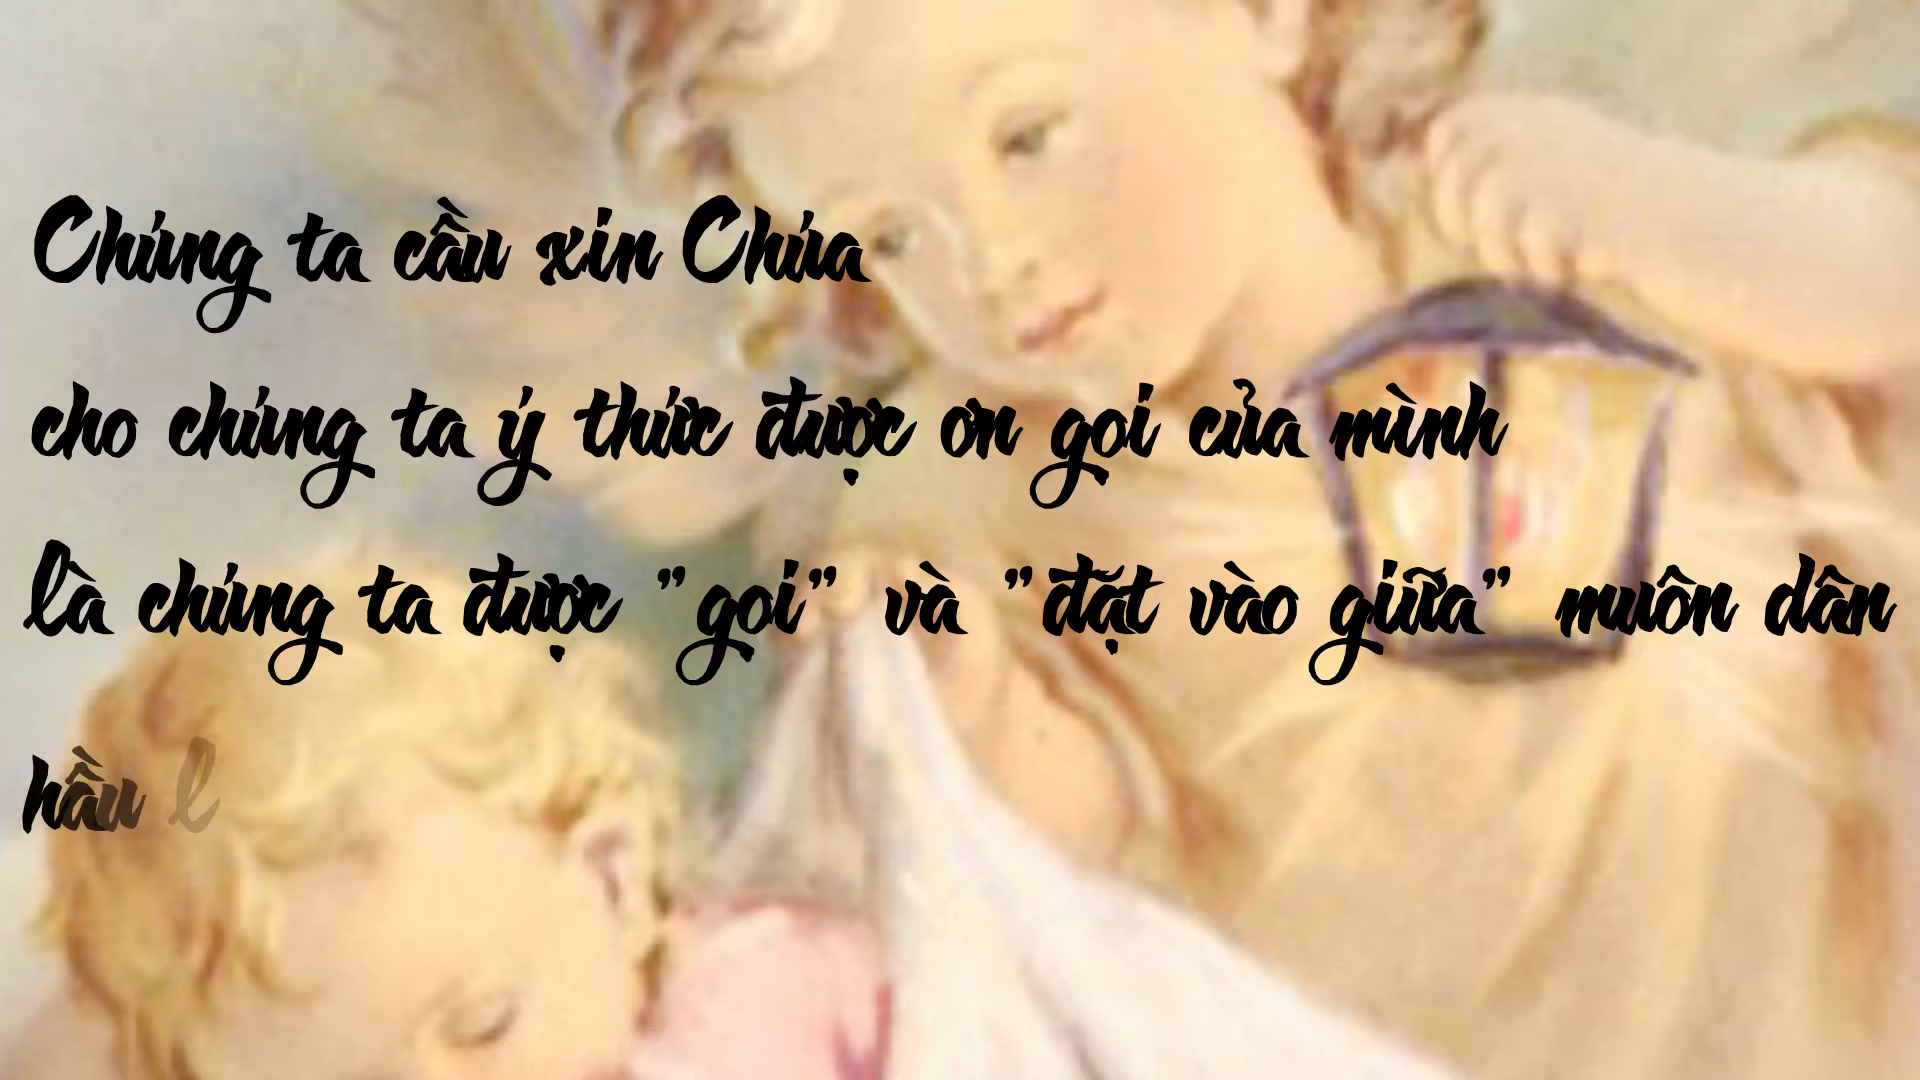 Chúng ta cầu xin Chúa
cho chúng ta ý thức được ơn gọi của mình
là chúng ta được "gọi" và "đặt vào giữa" muôn dân
hầu l